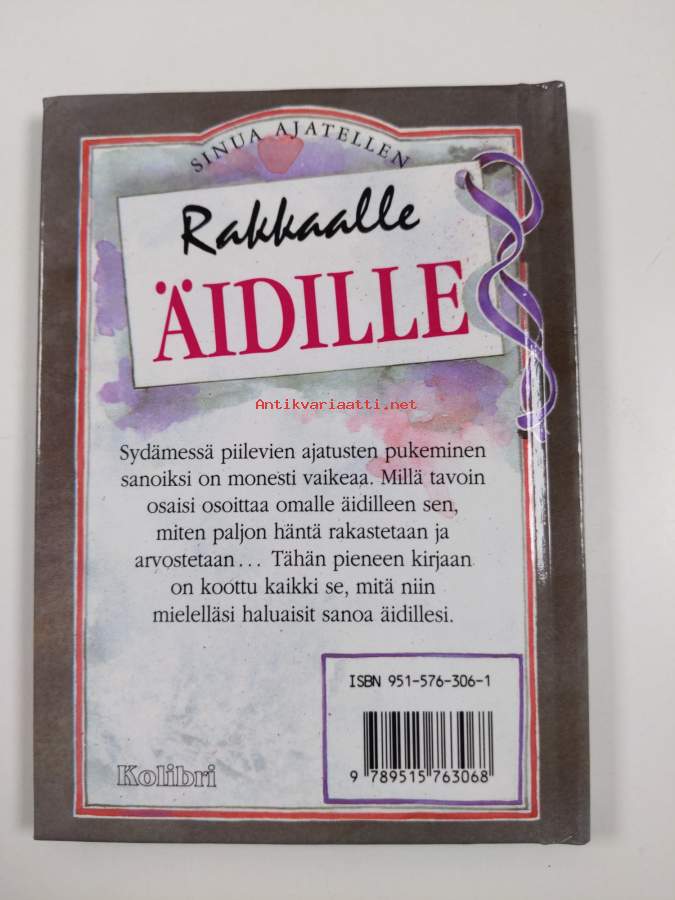 SINUA AJATELLEN
Rakkaalle
ÄIDILLE
Antikvariaatti.net
Sydämessä piilevien ajatusten pukeminen
sanoiksi on monesti vaikeaa. Millä tavoin
osaisi osoittaa omalle äidilleen sen,
miten paljon häntä rakastetaan ja
arvostetaan... Tähän pieneen kirjaan
on koottu kaikki se, mitä niin
mielelläsi haluaisit sanoa äidillesi.
ISBN 951-576-306-1
9 789515 763068
Kolibri